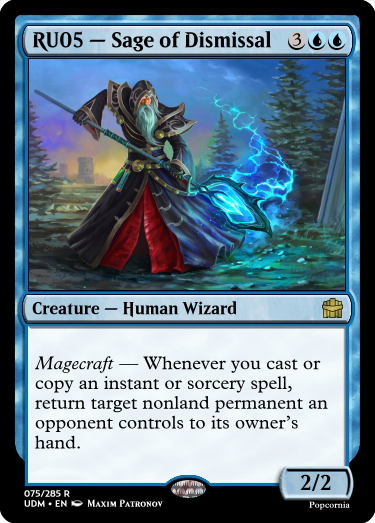 RU05 — Sage of Dismissal 3
Creature — Human Wizard
Magecraft — Whenever you cast or
copy an instant or sorcery spell,
return target nonland permanent an
opponent controls to its owner's
hand.
2/2
075/285 R
UDM • EN Maxim Patronov
Popcornia